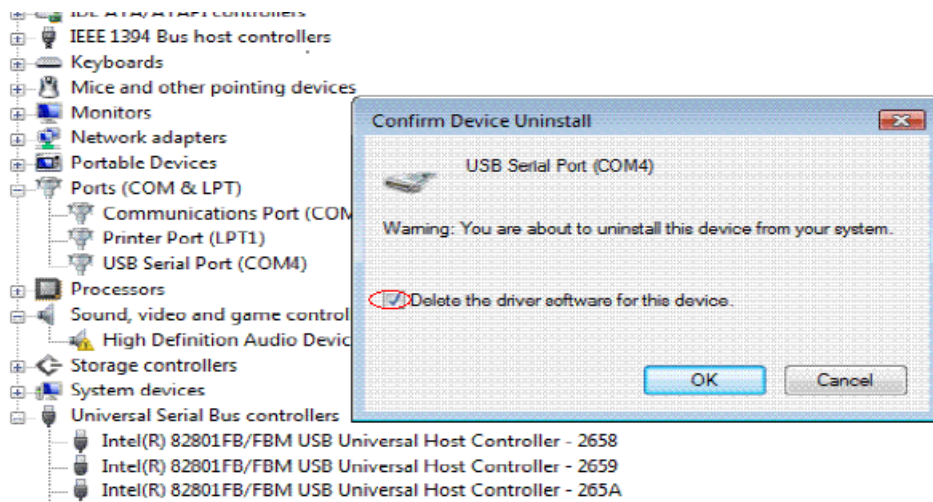 IDE ATA/ATAPI controllers
IEEE 1394 Bus host controllers
Keyboards
Mice and other pointing devices
Monitors
Network adapters
Portable Devices
Ports (COM & LPT)
Communications Port (COM
Printer Port (LPT1)
USB Serial Port (COM4)
Processors
Sound, video and game control
High Definition Audio Devic
Storage controllers
System devices
Universal Serial Bus controllers
Intel(R) 82801FB/FBM USB Universal Host Controller - 2658
Intel(R) 82801FB/FBM USB Universal Host Controller - 2659
Intel(R) 82801FB/FBM USB Universal Host Controller - 265A
Confirm Device Uninstall
USB Serial Port (COM4)
Warning: You are about to uninstall this device from your system.
Delete the driver software for this device.
OK
Cancel